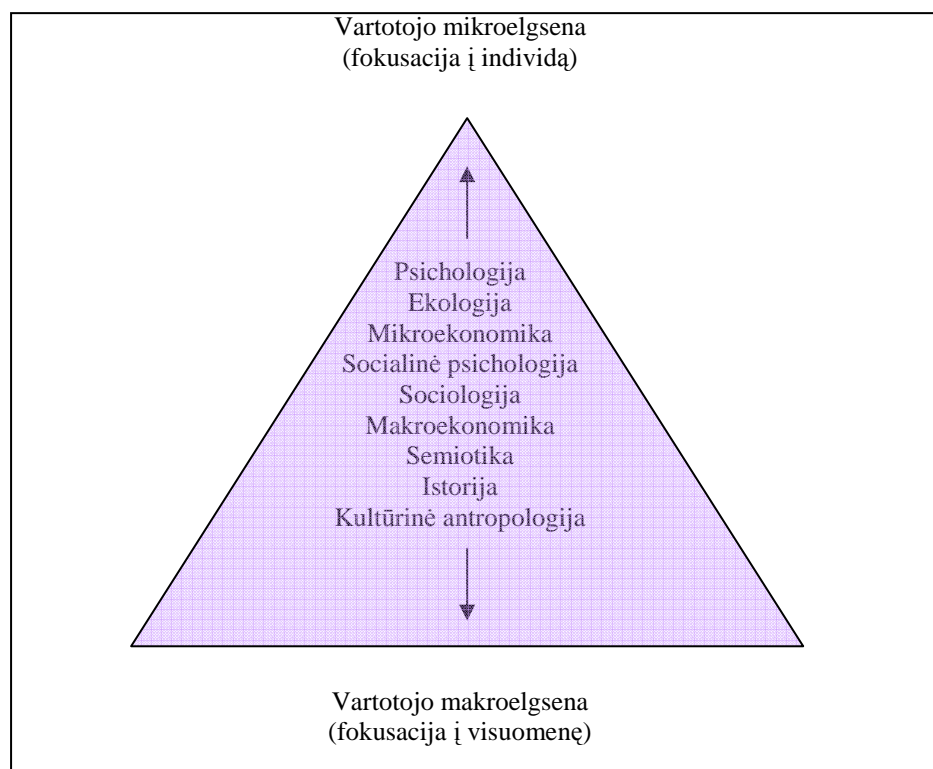 Vartotojo mikroelgsena
(fokusacija į individą)
Psichologija
Ekologija
Mikroekonomika
Socialinė psichologija
Sociologija
Makroekonomika
Semiotika
Istorija
Kultūrinė antropologija
Vartotojo makroelgsena
(fokusacija į visuomenę)